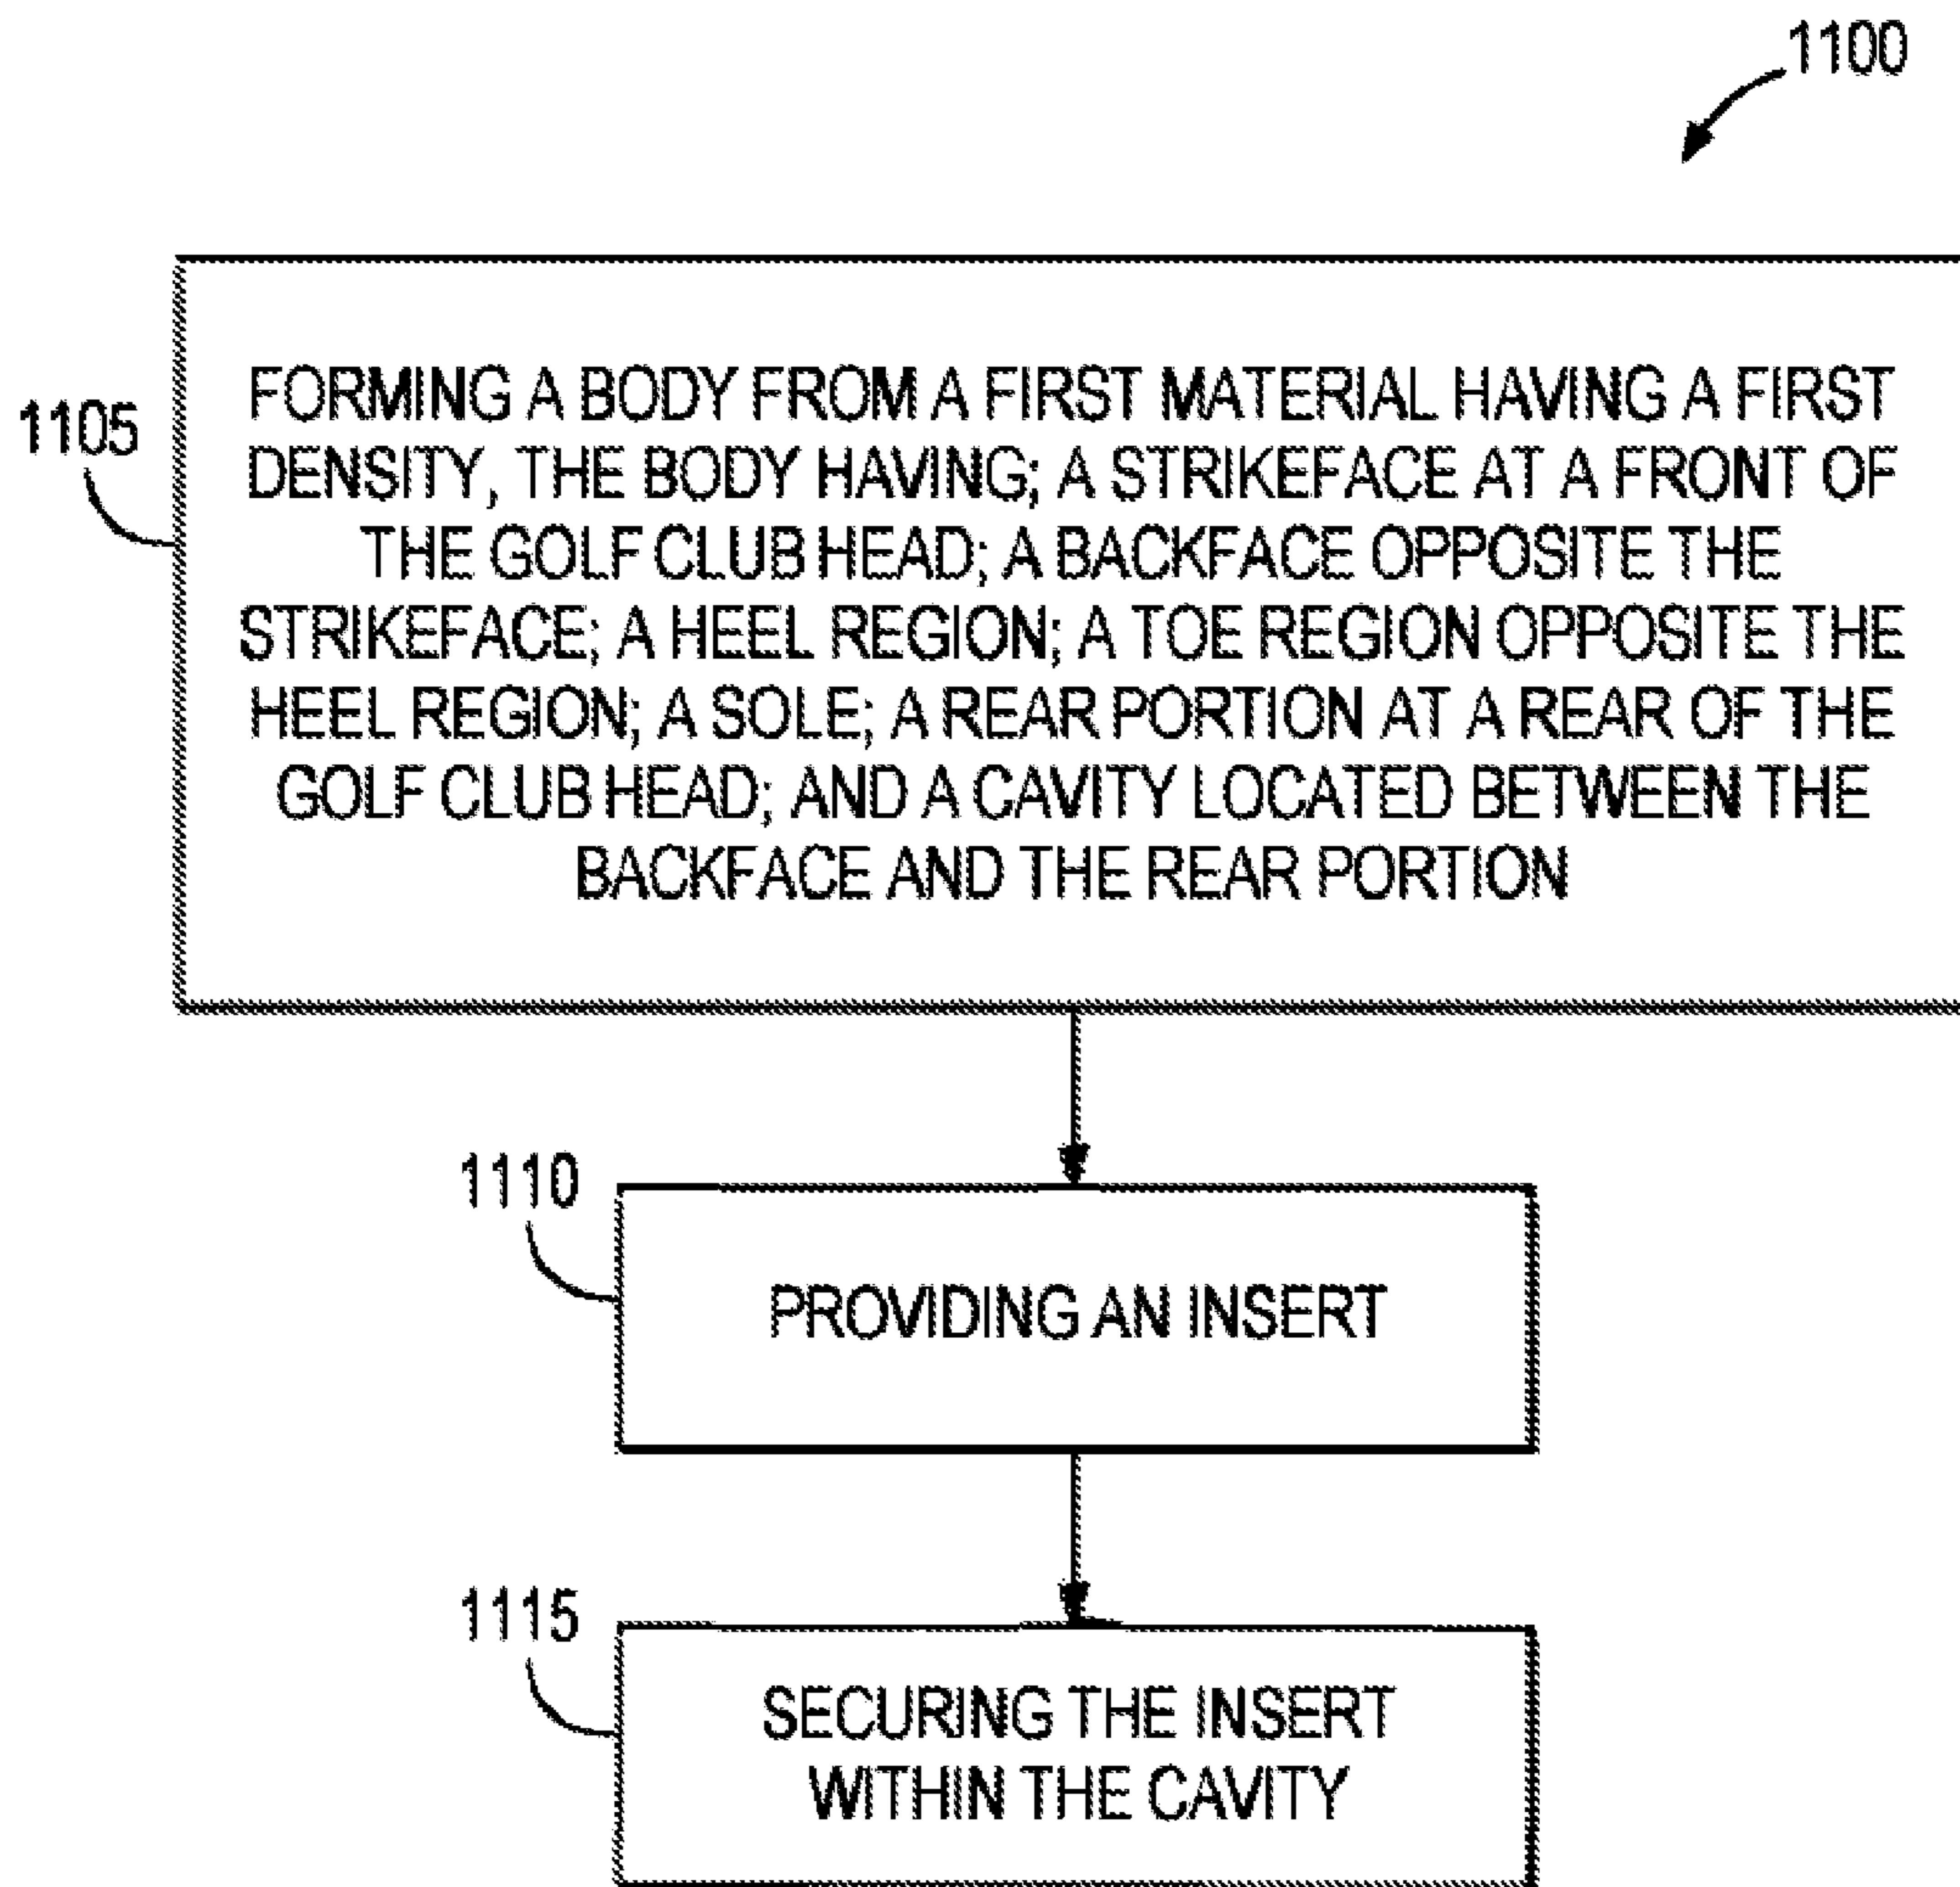 1100
1105
FORMING A BODY FROM A FIRST MATERIAL HAVING A FIRST
DENSITY, THE BODY HAVING; A STRIKEFACE AT A FRONT OF
THE GOLF CLUB HEAD; A BACKFACE OPPOSITE THE
STRIKEFACE; A HEEL REGION; A TOE REGION OPPOSITE THE
HEEL REGION; A SOLE; A REAR PORTION AT A REAR OF THE
GOLF CLUB HEAD; AND A CAVITY LOCATED BETWEEN THE
BACKFACE AND THE REAR PORTION
1110
PROVIDING AN INSERT
1115
SECURING THE INSERT
WITHIN THE CAVITY